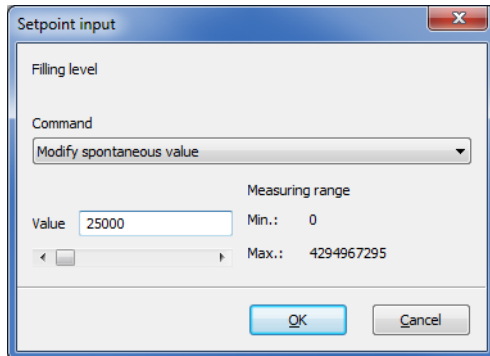 Setpoint input
Filling level
Command
Modify spontaneous value
Measuring range
Value 25000 Min.: 0
Max.: 4294967295
OK Cancel